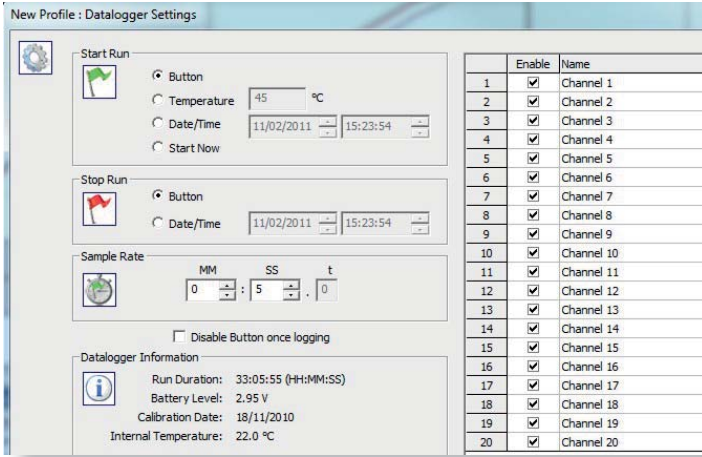 New Profile : Datalogger Settings
Start Run
Button
Temperature 45 ºC
Date/Time 11/02/2011 15:23:54
Start Now
Stop Run
Button
Date/Time 11/02/2011 15:23:54
Sample Rate
MM SS t
0 : 5 . 0
Disable Button once logging
Datalogger Information
Run Duration: 33:05:55 (HH:MM:SS)
Battery Level: 2.95 V
Calibration Date: 18/11/2010
Internal Temperature: 22.0 ºC
Enable Name
1 Channel 1
2 Channel 2
3 Channel 3
4 Channel 4
5 Channel 5
6 Channel 6
7 Channel 7
8 Channel 8
9 Channel 9
10 Channel 10
11 Channel 11
12 Channel 12
13 Channel 13
14 Channel 14
15 Channel 15
16 Channel 16
17 Channel 17
18 Channel 18
19 Channel 19
20 Channel 20